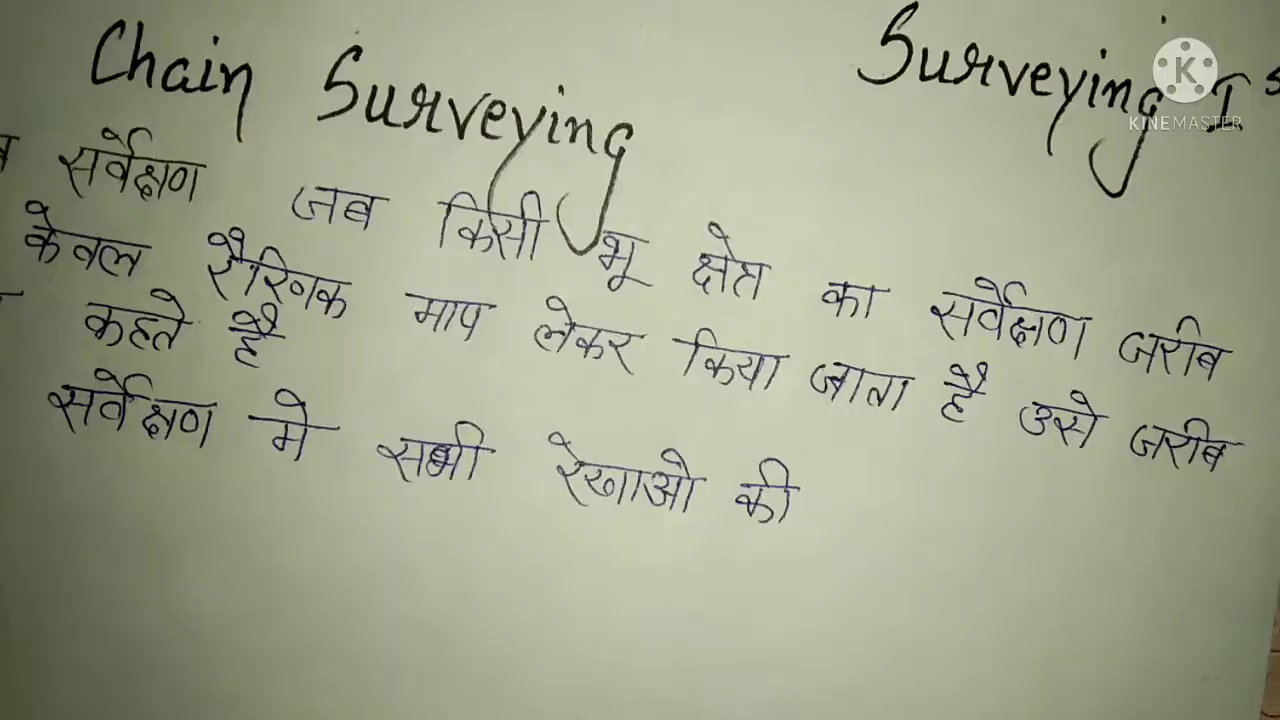 Chain Surveying
Surveying I
सर्वेक्षण जब किसी भू क्षेत्र का सर्वेक्षण जरीब
केवल रैखिक माप लेकर किया जाता है उसे जरीब
कहते है
सर्वेक्षण मे सभी रेखाओ की
KINEMASTER